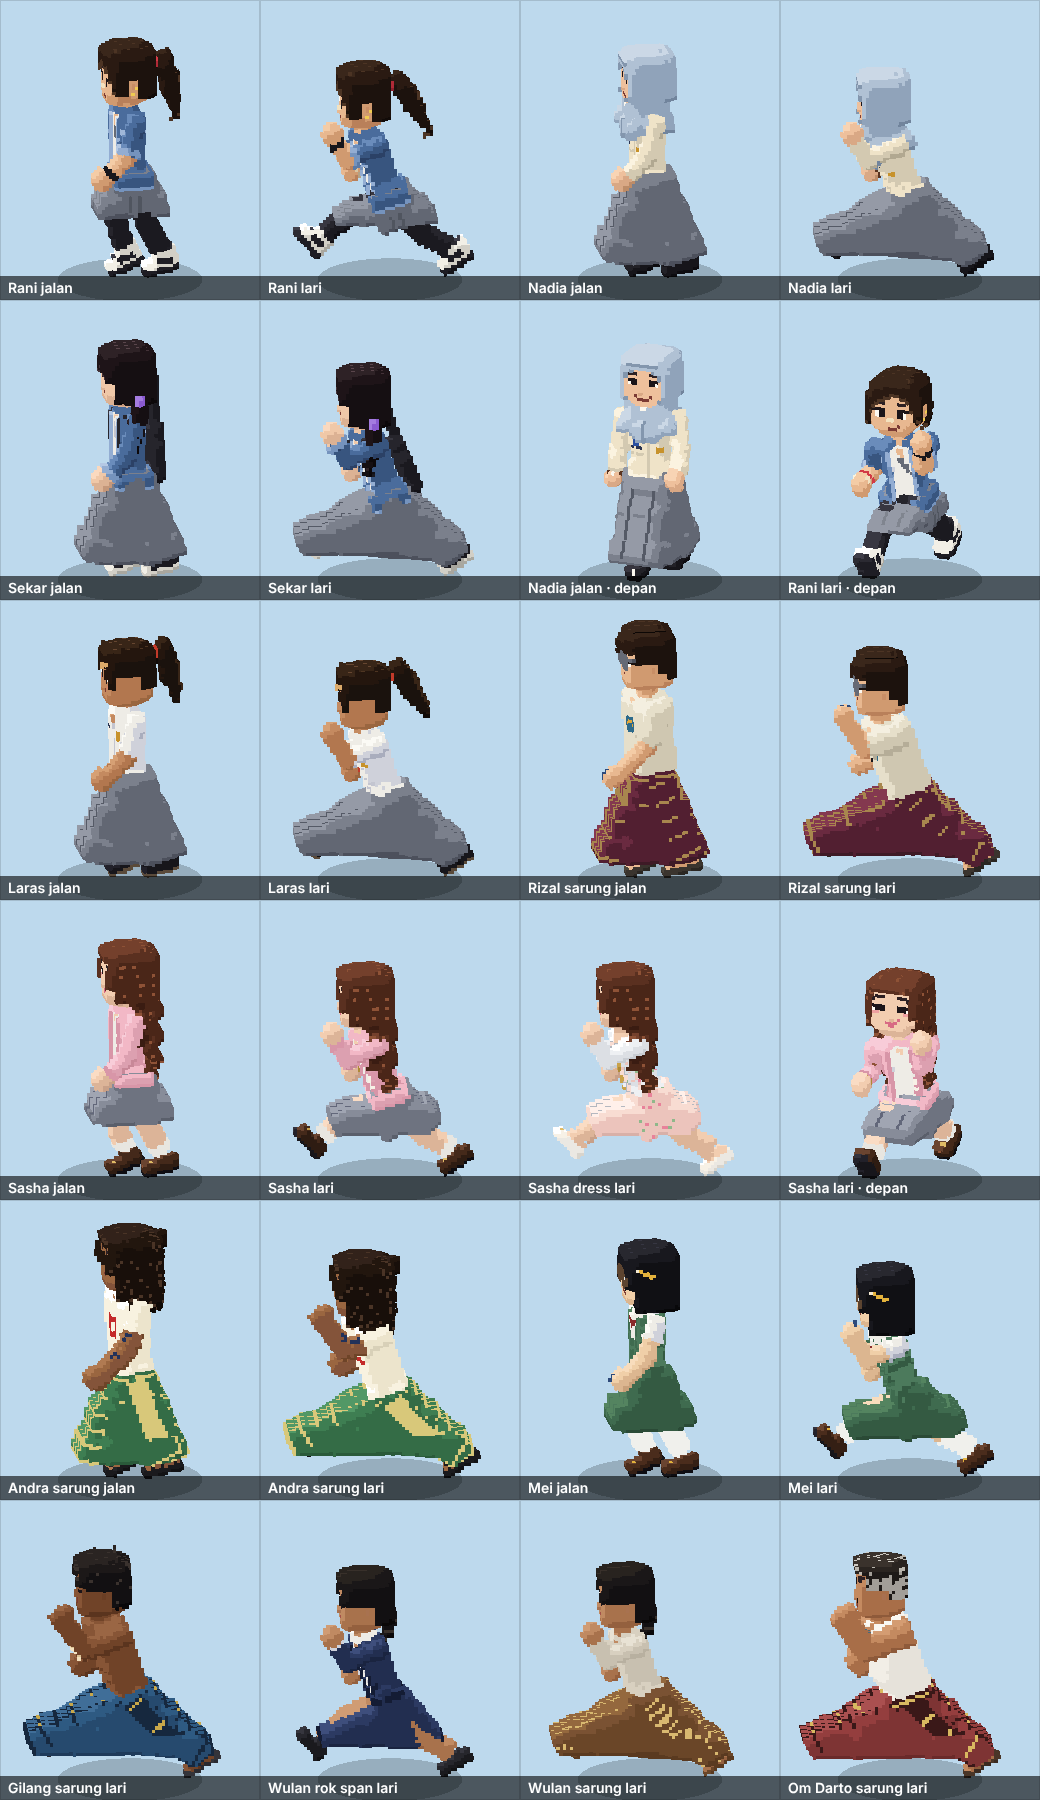 Rani jalan
Rani lari
Nadia jalan
Nadia lari
Sekar jalan
Sekar lari
Nadia jalan · depan
Rani lari · depan
Laras jalan
Laras lari
Rizal sarung jalan
Rizal sarung lari
Sasha jalan
Sasha lari
Sasha dress lari
Sasha lari · depan
Andra sarung jalan
Andra sarung lari
Mei jalan
Mei lari
Gilang sarung lari
Wulan rok span lari
Wulan sarung lari
Om Darto sarung lari